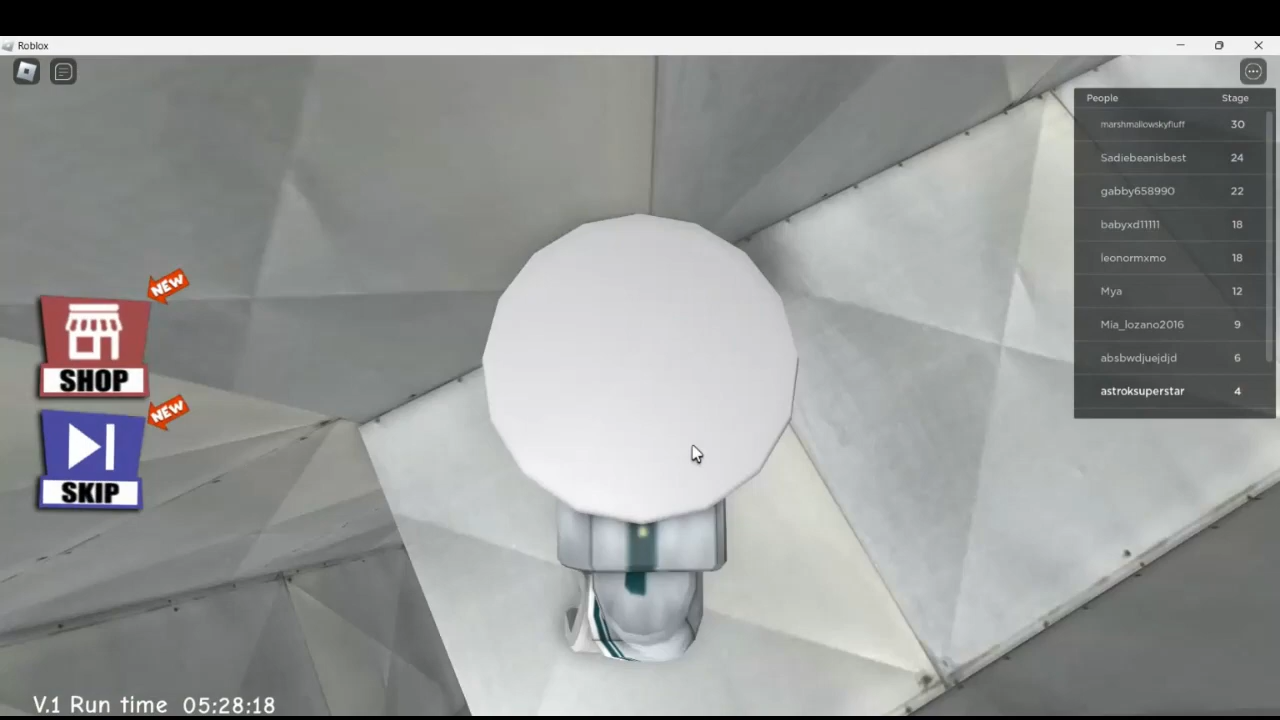 Roblox
People Stage
marshmallowskyfluff 30
Sadiebeanisbest 24
gabby658990 22
babyxd11111 18
leonormxmo 18
Mya 12
Mia_lozano2016 9
absbwdjuejdjd 6
astroksuperstar 4
NEW
SHOP
NEW
SKIP
V.1 Run time 05:28:18